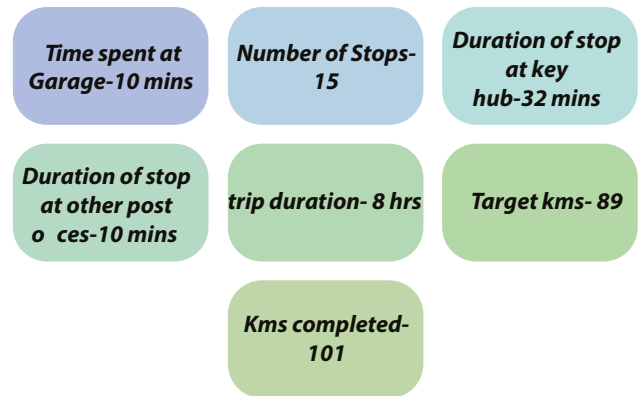 Time spent at
Garage-10 mins
Number of Stops-
15
Duration of stop
at key
hub-32 mins
Duration of stop
at other post
o ces-10 mins
trip duration- 8 hrs
Target kms- 89
Kms completed-
101